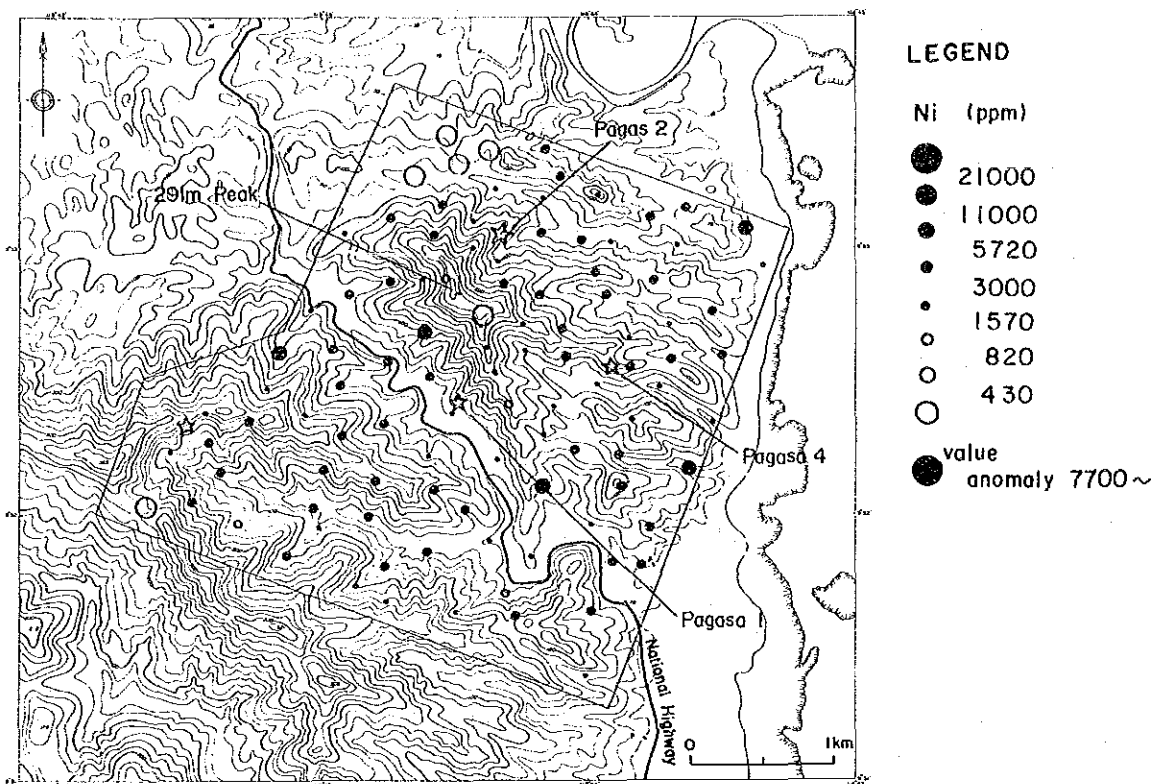 Pagas 2
291m Peak
Pagasa 4
Pagasa 1
National Highway
0 1km
LEGEND
Ni (ppm)
21000
11000
5720
3000
1570
820
430
value
anomaly 7700 ~